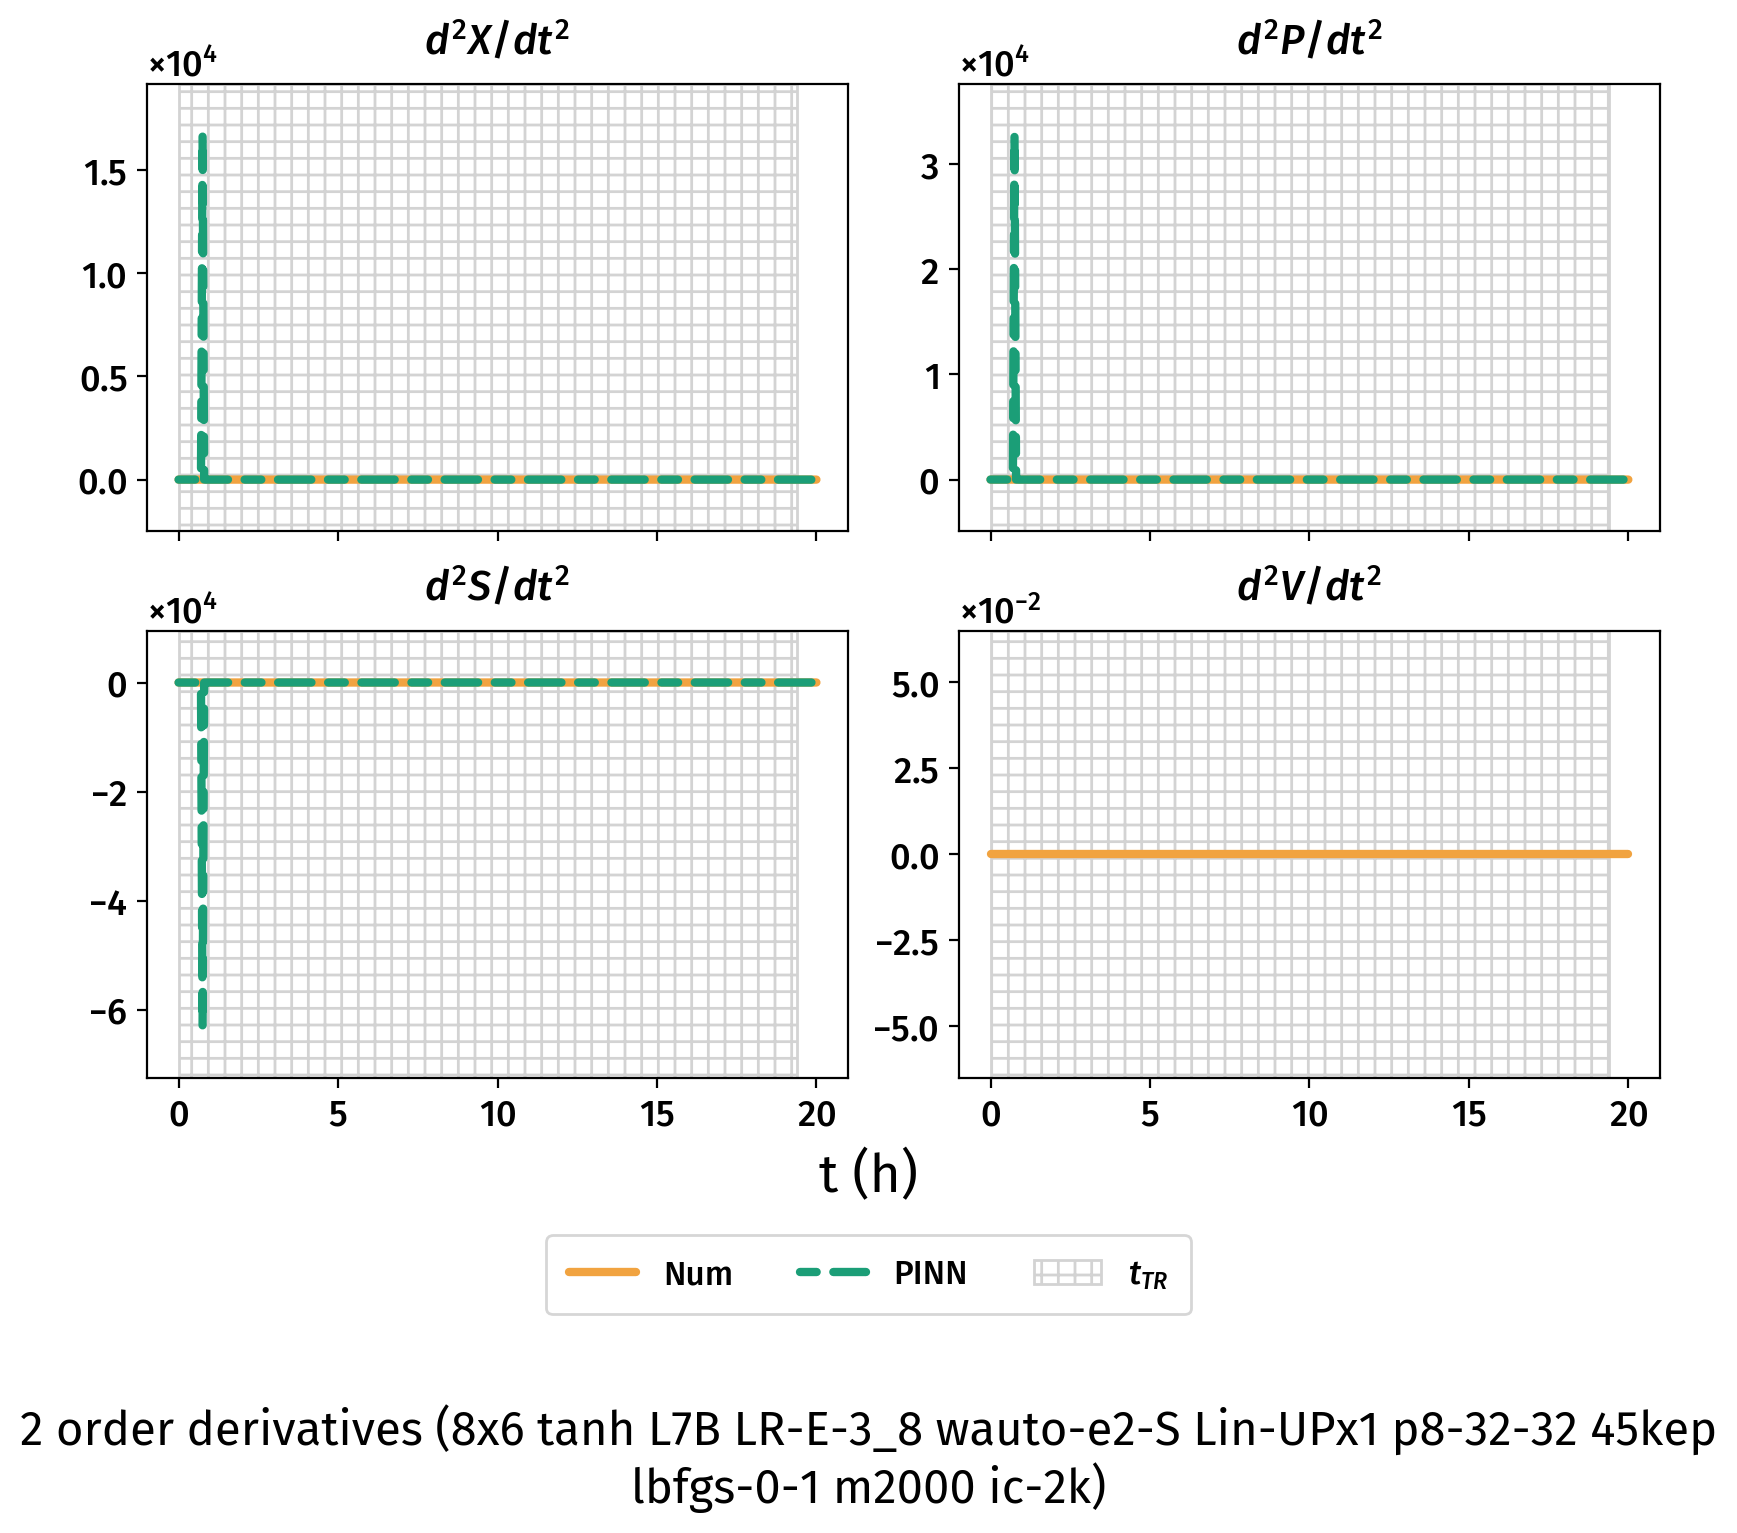 d²X/dt²
×10⁴
1.5
1.0
0.5
0.0
d²P/dt²
×10⁴
3
2
1
0
d²S/dt²
×10⁴
0
−2
−4
−6
0 5 10 15 20
d²V/dt²
×10⁻²
5.0
2.5
0.0
−2.5
−5.0
0 5 10 15 20
t (h)
Num PINN t_TR
2 order derivatives (8x6 tanh L7B LR-E-3_8 wauto-e2-S Lin-UPx1 p8-32-32 45kep
lbfgs-0-1 m2000 ic-2k)